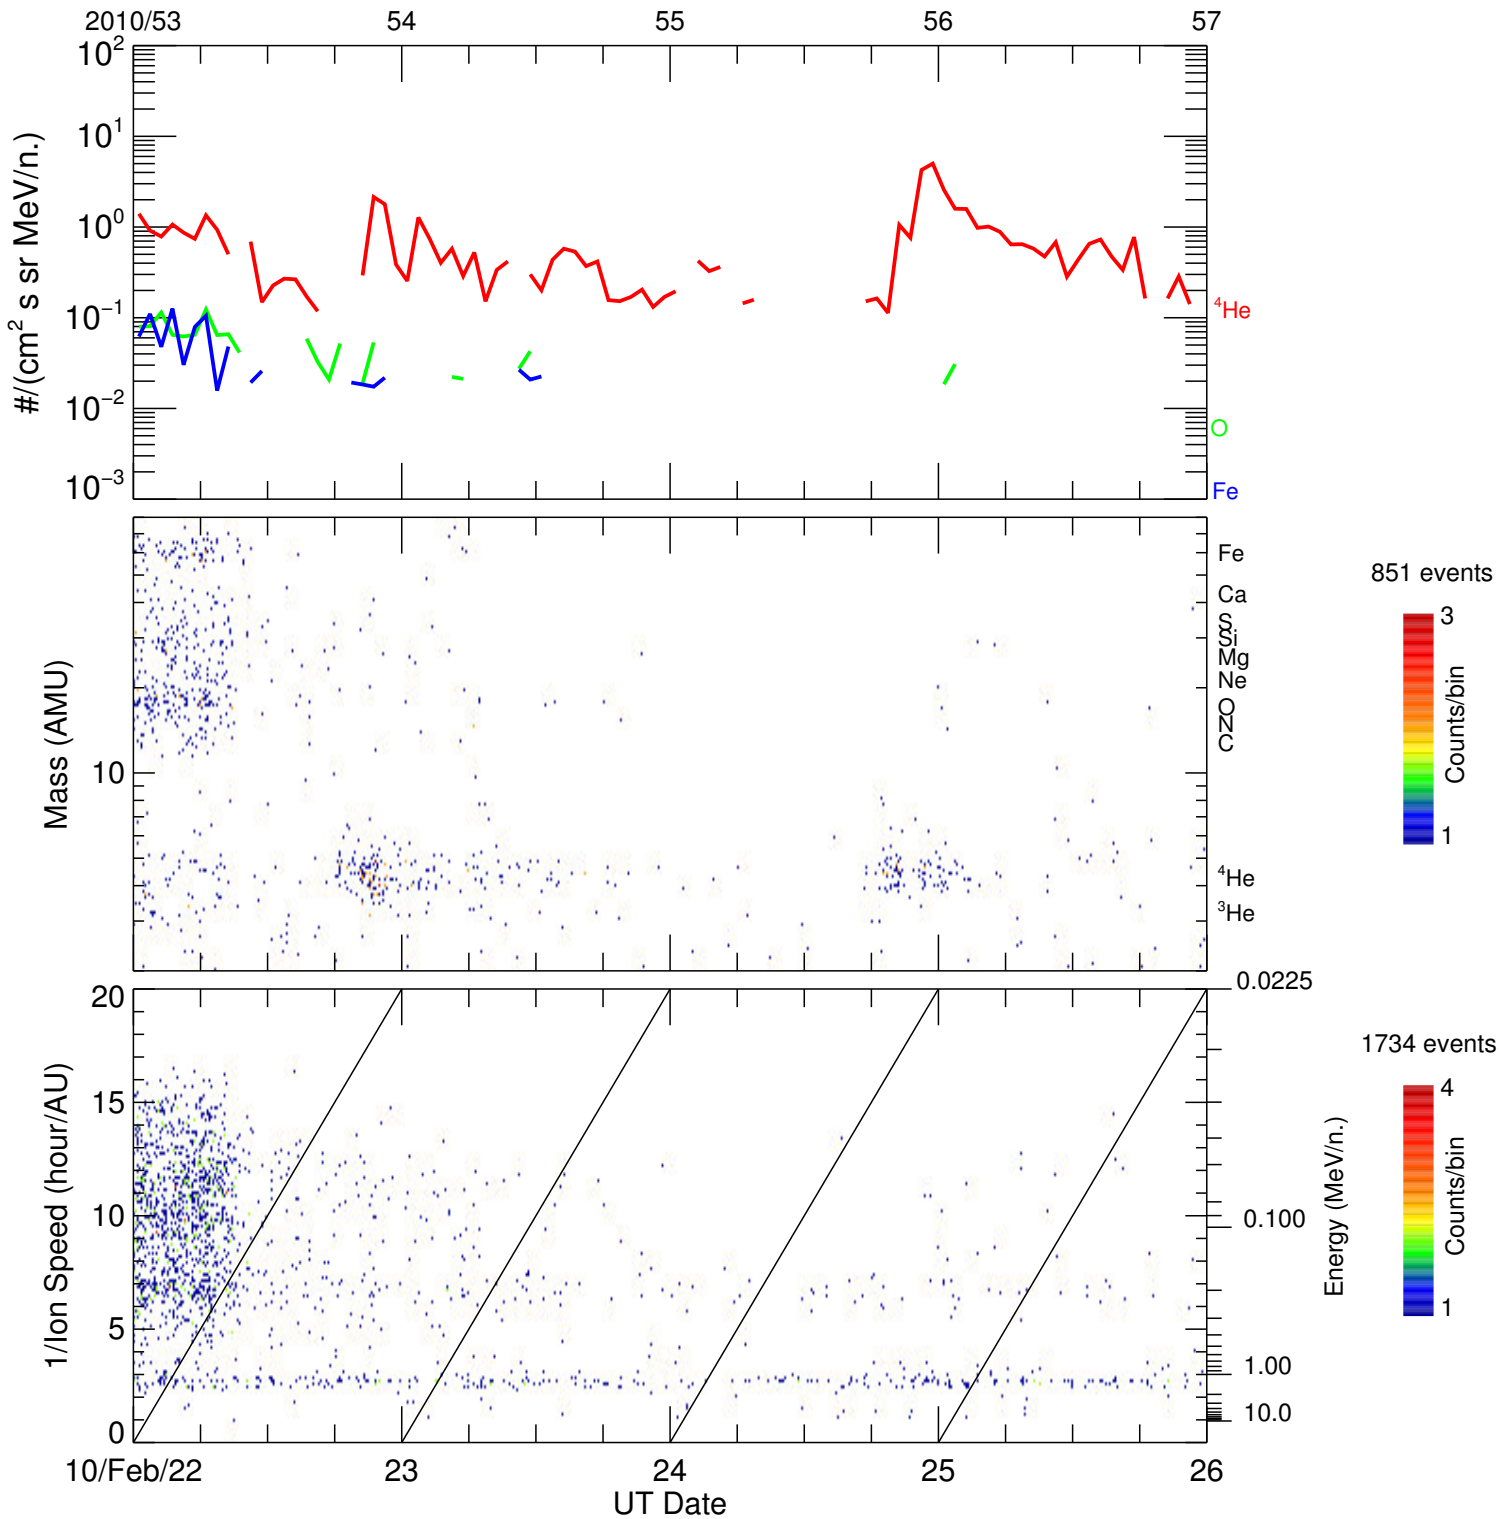 2010/53 54 55 56 57
10² 10¹ 10⁰ 10⁻¹ 10⁻² 10⁻³
#/(cm² s sr MeV/n.)
⁴He
O
Fe
Mass (AMU)
10
Fe
Ca
S
Si
Mg
Ne
O
N
C
⁴He
³He
851 events
3
Counts/bin
1
1/Ion Speed (hour/AU)
20
15
10
5
0
0.0225
0.100
1.00
10.0
Energy (MeV/n.)
1734 events
4
Counts/bin
1
10/Feb/22 23 24 25 26
UT Date